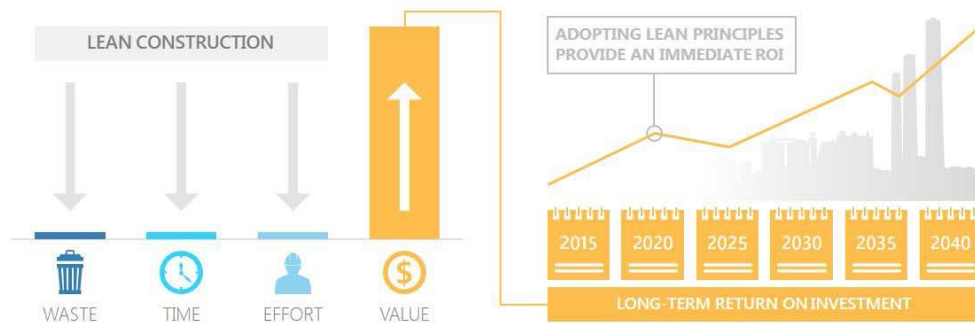 LEAN CONSTRUCTION
$
WASTE
TIME
EFFORT
VALUE
ADOPTING LEAN PRINCIPLES
PROVIDE AN IMMEDIATE ROI
2015
2020
2025
2030
2035
2040
LONG-TERM RETURN ON INVESTMENT